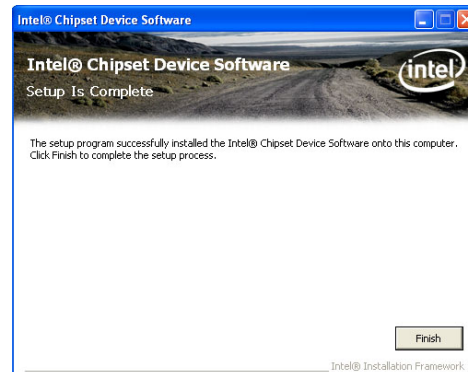 Intel® Chipset Device Software
Intel® Chipset Device Software
intel
Setup Is Complete
The setup program successfully installed the Intel® Chipset Device Software onto this computer.
Click Finish to complete the setup process.
Finish
Intel® Installation Framework